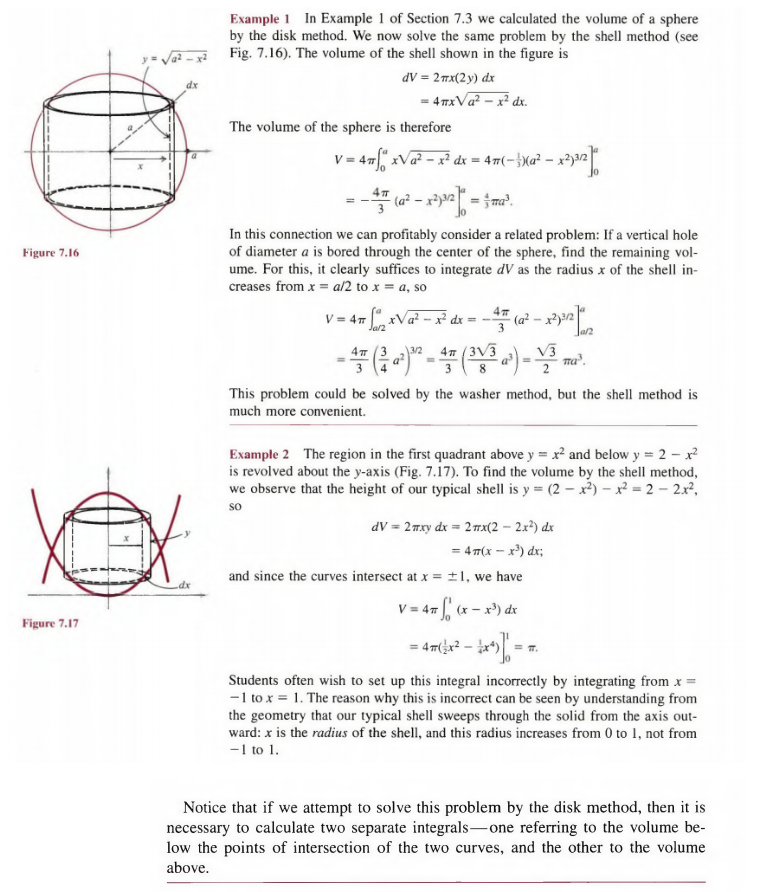 Example 1 In Example 1 of Section 7.3 we calculated the volume of a sphere
by the disk method. We now solve the same problem by the shell method (see
Fig. 7.16). The volume of the shell shown in the figure is
dV = 2πx(2y) dx
= 4πx√(a² − x²) dx.
The volume of the sphere is therefore
V = 4π∫₀ᵃ x√(a² − x²) dx = 4π(−⅓)(a² − x²)^{3/2}]₀ᵃ
= −4π/3 (a² − x²)^{3/2}]₀ᵃ = 4/3 πa³.
y = √(a² − x²)
dx
a
a
x
Figure 7.16
In this connection we can profitably consider a related problem: If a vertical hole
of diameter a is bored through the center of the sphere, find the remaining vol-
ume. For this, it clearly suffices to integrate dV as the radius x of the shell in-
creases from x = a/2 to x = a, so
V = 4π ∫_{a/2}^{a} x√(a² − x²) dx = −4π/3 (a² − x²)^{3/2}]_{a/2}^{a}
= 4π/3 (3/4 a²)^{3/2} = 4π/3 (3√3/8 a³) = √3/2 πa³.
This problem could be solved by the washer method, but the shell method is
much more convenient.
Example 2 The region in the first quadrant above y = x² and below y = 2 − x²
is revolved about the y-axis (Fig. 7.17). To find the volume by the shell method,
we observe that the height of our typical shell is y = (2 − x²) − x² = 2 − 2x²,
so
dV = 2πxy dx = 2πx(2 − 2x²) dx
= 4π(x − x³) dx;
and since the curves intersect at x = ±1, we have
V = 4π ∫₀¹ (x − x³) dx
= 4π(½x² − ¼x⁴)]₀¹ = π.
x
y
dx
Figure 7.17
Students often wish to set up this integral incorrectly by integrating from x =
−1 to x = 1. The reason why this is incorrect can be seen by understanding from
the geometry that our typical shell sweeps through the solid from the axis out-
ward: x is the radius of the shell, and this radius increases from 0 to 1, not from
−1 to 1.
Notice that if we attempt to solve this problem by the disk method, then it is
necessary to calculate two separate integrals—one referring to the volume be-
low the points of intersection of the two curves, and the other to the volume
above.